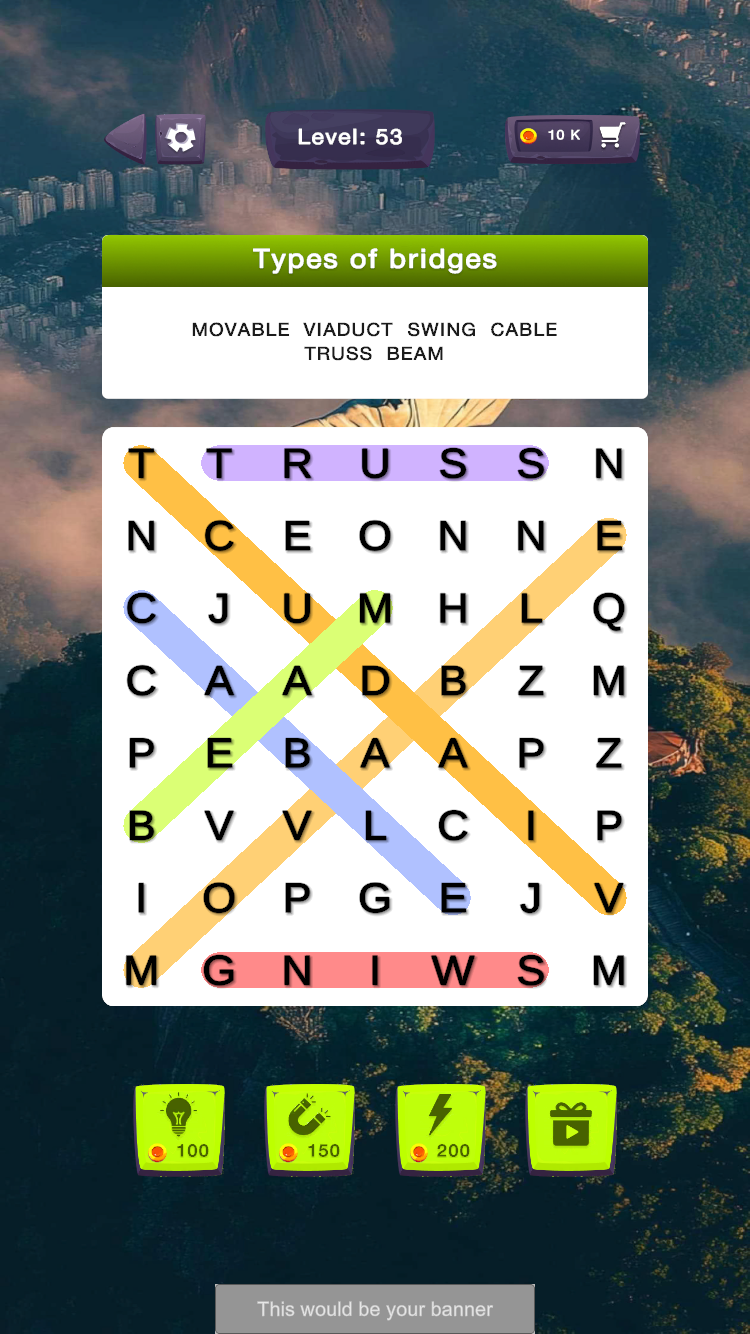 Level: 53
10 K
Types of bridges
MOVABLE VIADUCT SWING CABLE
TRUSS BEAM
T T R U S S N
N C E O N N E
C J U M H L Q
C A A D B Z M
P E B A A P Z
B V V L C I P
I O P G E J V
M G N I W S M
100
150
200
This would be your banner